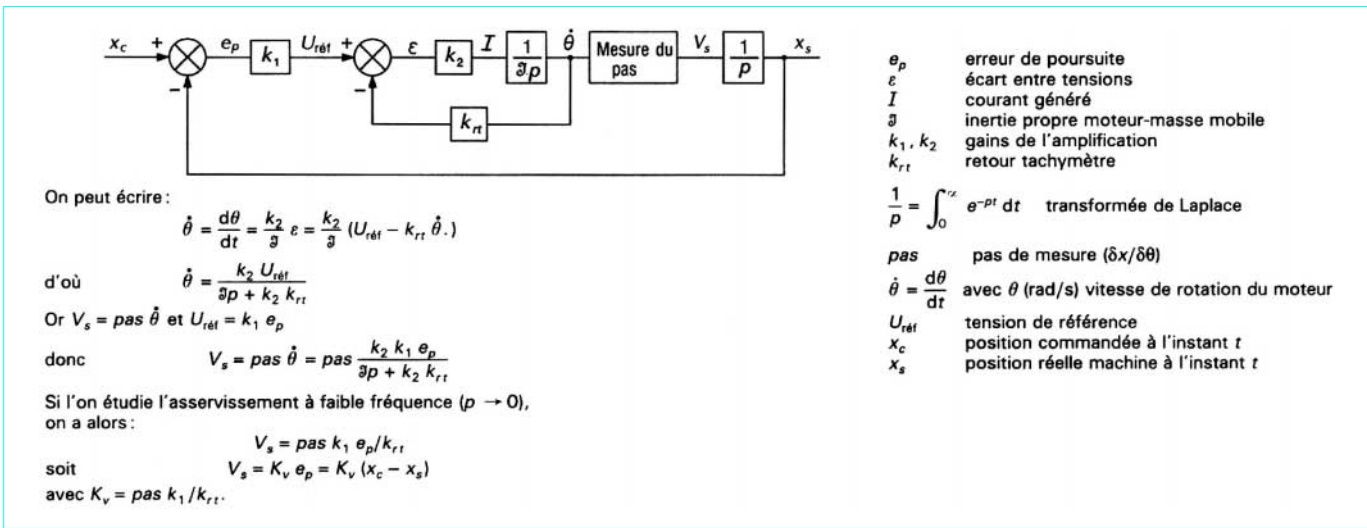 x_c + e_p k_1 U_réf + ε k_2 I 1/ℑp θ̇ Mesure du pas V_s 1/p x_s
− −
k_rt
On peut écrire :
θ̇ = dθ/dt = k_2/ℑ ε = k_2/ℑ (U_réf − k_rt θ̇.)
d'où θ̇ = k_2 U_réf / ℑp + k_2 k_rt
Or V_s = pas θ̇ et U_réf = k_1 e_p
donc V_s = pas θ̇ = pas k_2 k_1 e_p / ℑp + k_2 k_rt
Si l'on étudie l'asservissement à faible fréquence (p → 0),
on a alors :
V_s = pas k_1 e_p/k_rt
soit V_s = K_v e_p = K_v (x_c − x_s)
avec K_v = pas k_1/k_rt.
e_p erreur de poursuite
ε écart entre tensions
I courant généré
ℑ inertie propre moteur-masse mobile
k_1, k_2 gains de l'amplification
k_rt retour tachymètre
1/p = ∫_0^∝ e^−pt dt transformée de Laplace
pas pas de mesure (δx/δθ)
θ̇ = dθ/dt avec θ (rad/s) vitesse de rotation du moteur
U_réf tension de référence
x_c position commandée à l'instant t
x_s position réelle machine à l'instant t